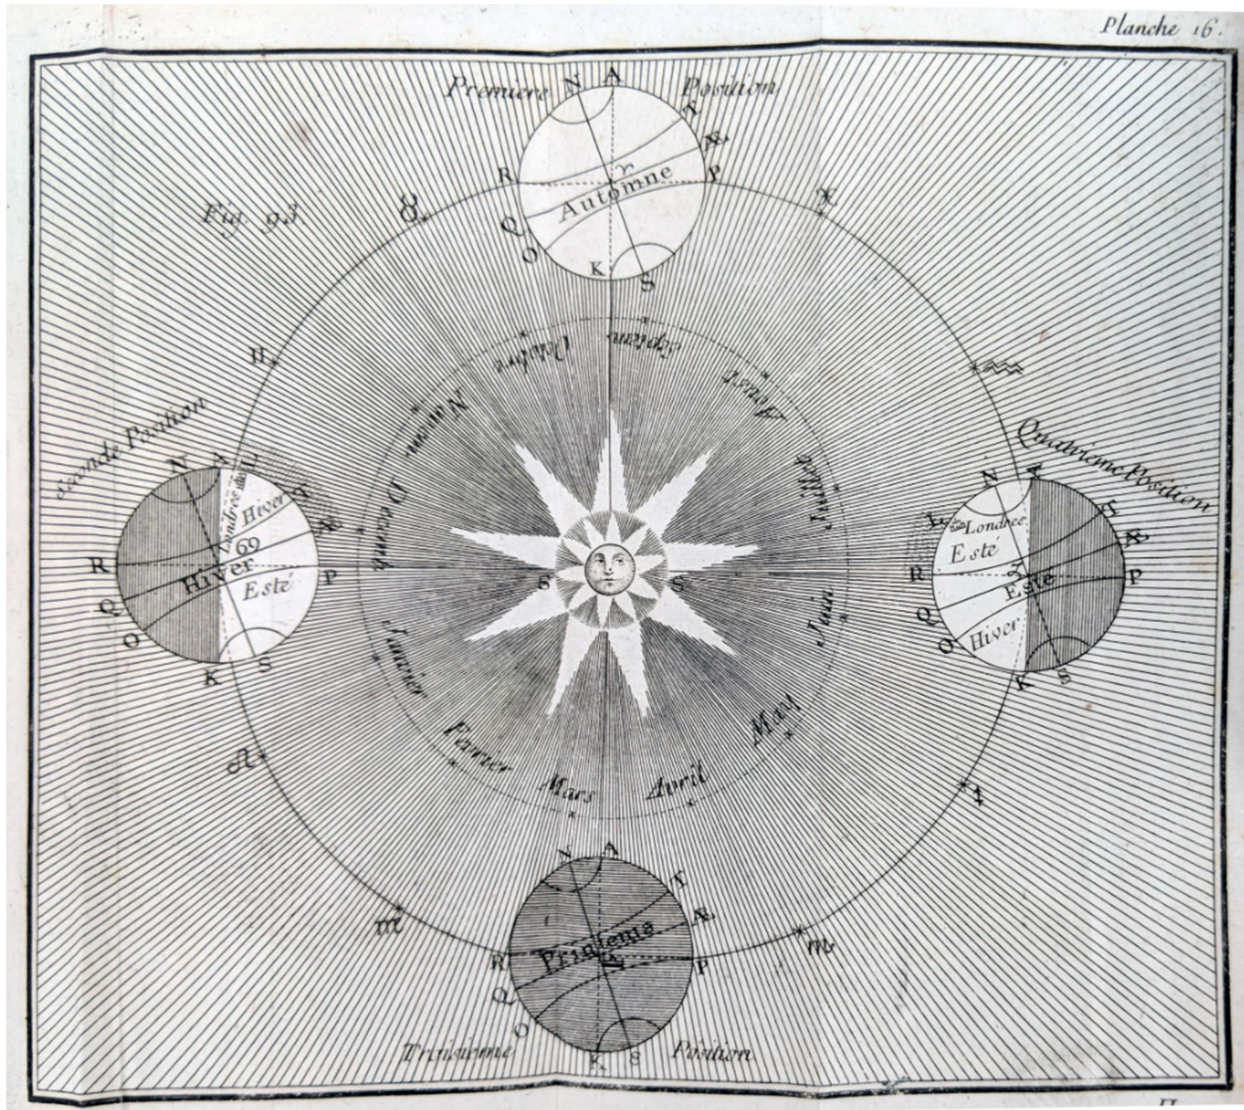 Planche 16.
Premiere Position
N A
T
Æ
R P
♈
Automne
Q
O
K
S
Fig. 93.
♉ ♓
♊ ♒
Septem.
Octobre
Aoust
Novem.
Juillet
Decemb.
Juin
Janvier
May
Fevrier
Avril
Mars
S S
Seconde Position
N A L
Londres
Hiver
T
Æ
♋
R Hiver P
Esté
Q
O
K S
Quatrieme Position
N A
L Londres
Esté
Æ
R Esté P
♑
Q
O Hiver
K S
♌ ♐
♍ ♏
N A
T
Æ
Printems
R ♎ P
Q
O
K S
Troisieme Position